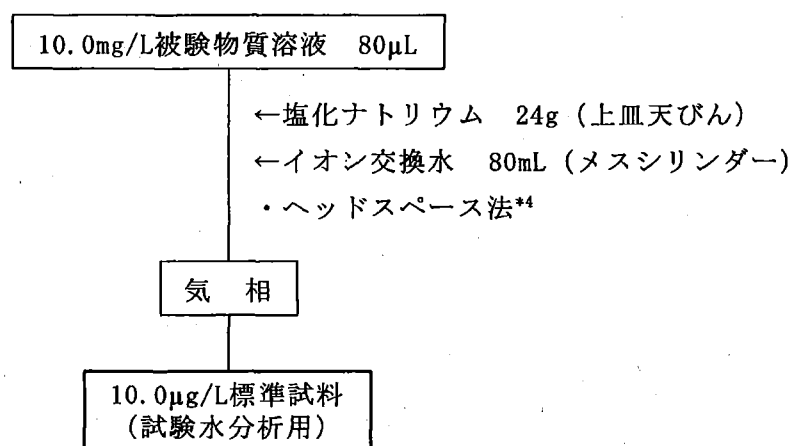 10.0mg/L被験物質溶液　80μL
←塩化ナトリウム　24g（上皿天びん）
←イオン交換水　80mL（メスシリンダー）
・ヘッドスペース法*4
気　相
10.0μg/L標準試料
（試験水分析用）